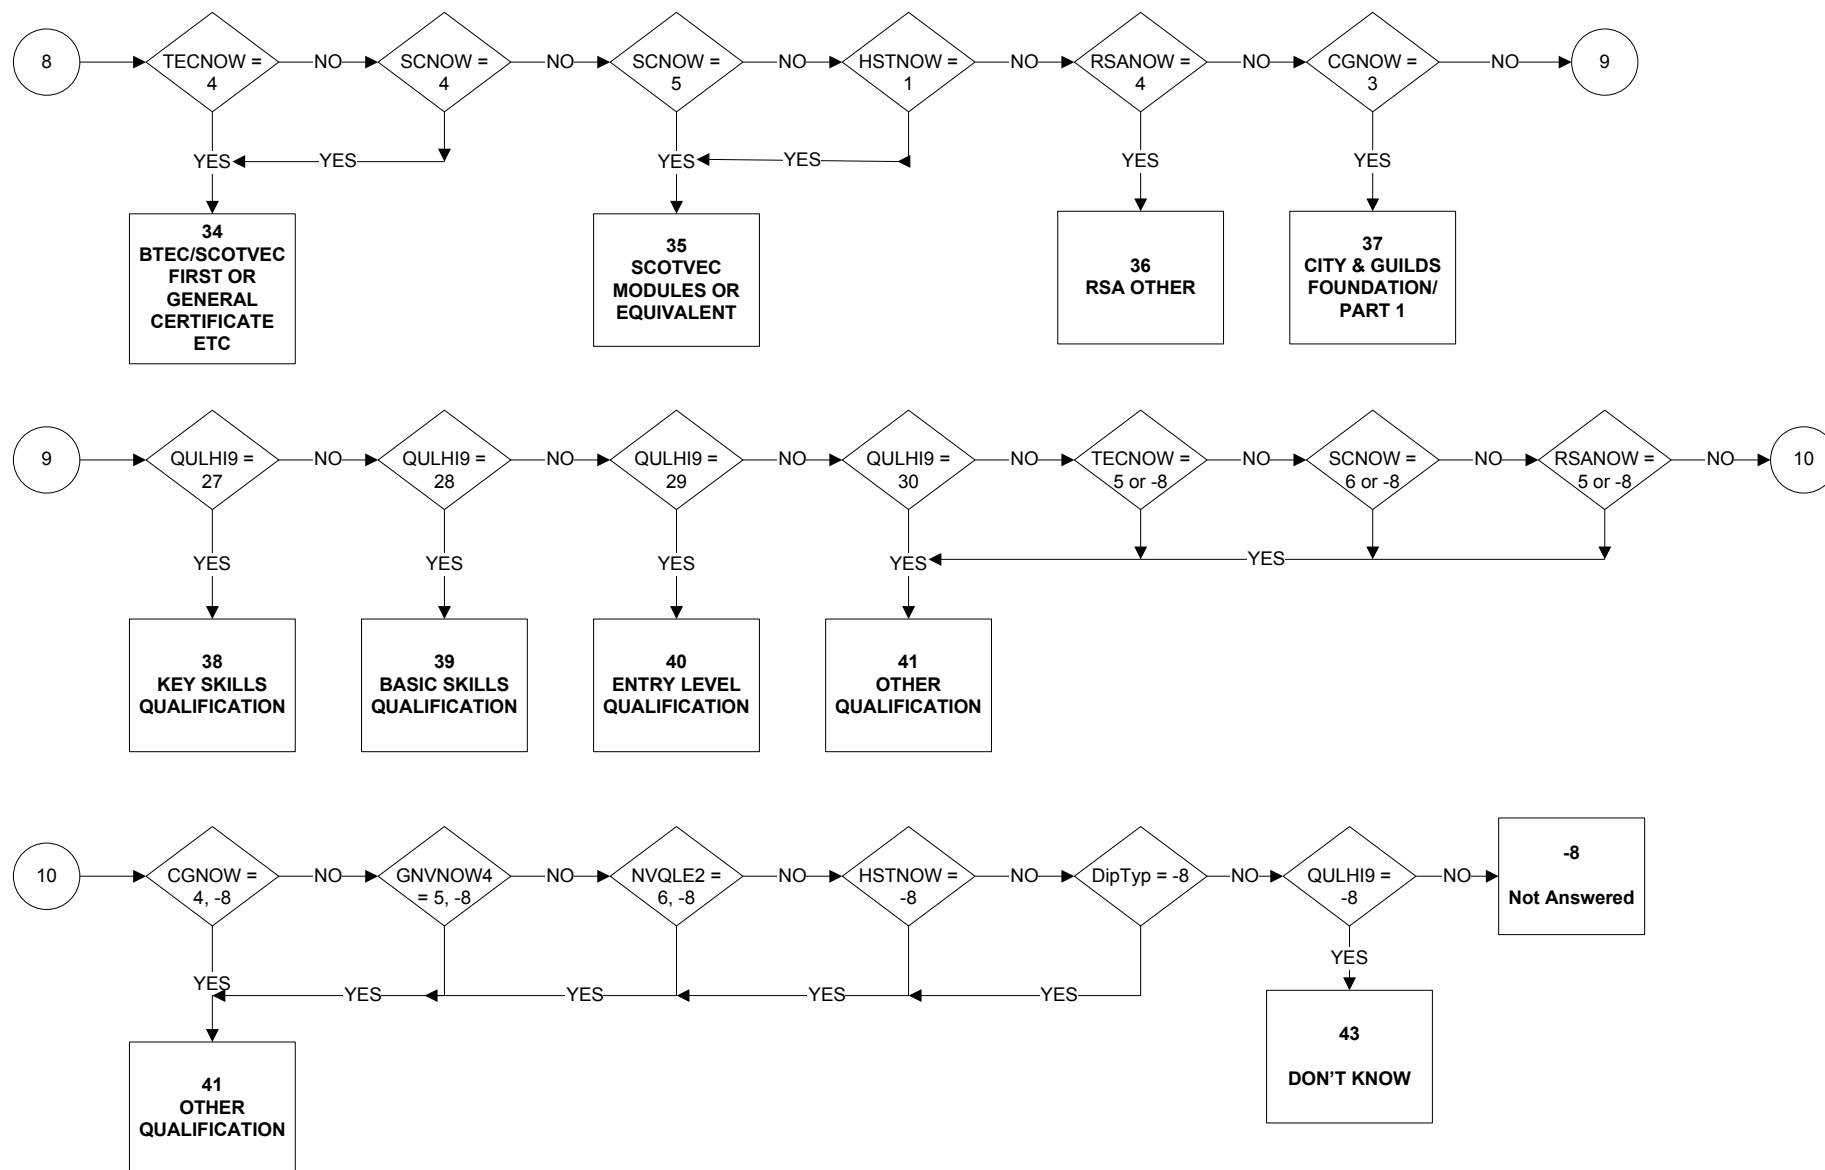 8
TECNOW =
4
NO
SCNOW =
4
NO
SCNOW =
5
NO
HSTNOW =
1
NO
RSANOW =
4
NO
CGNOW =
3
NO
9
YES
YES
YES
YES
YES
YES
34
BTEC/SCOTVEC
FIRST OR
GENERAL
CERTIFICATE
ETC
35
SCOTVEC
MODULES OR
EQUIVALENT
36
RSA OTHER
37
CITY & GUILDS
FOUNDATION/
PART 1
9
QULHI9 =
27
NO
QULHI9 =
28
NO
QULHI9 =
29
NO
QULHI9 =
30
NO
TECNOW =
5 or -8
NO
SCNOW =
6 or -8
NO
RSANOW =
5 or -8
NO
10
YES
YES
YES
YES
YES
38
KEY SKILLS
QUALIFICATION
39
BASIC SKILLS
QUALIFICATION
40
ENTRY LEVEL
QUALIFICATION
41
OTHER
QUALIFICATION
10
CGNOW =
4, -8
NO
GNVNOW4
= 5, -8
NO
NVQLE2 =
6, -8
NO
HSTNOW =
-8
NO
DipTyp = -8
NO
QULHI9 =
-8
NO
-8
Not Answered
YES
YES
YES
YES
YES
YES
41
OTHER
QUALIFICATION
43
DON'T KNOW